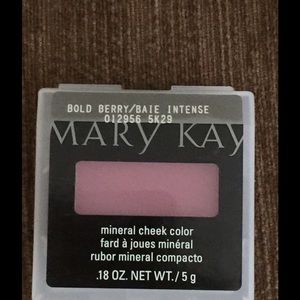 BOLD BERRY/BAIE INTENSE
012956 5K29
MARY KAY
mineral cheek color
fard à joues minéral
rubor mineral compacto
.18 OZ. NET WT./5 g